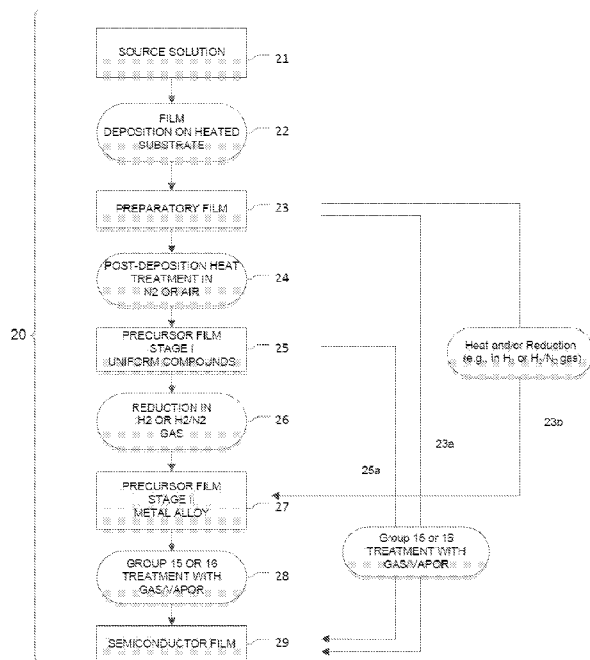 SOURCE SOLUTION
21
FILM
DEPOSITION ON HEATED
SUBSTRATE
22
PREPARATORY FILM
23
POST-DEPOSITION HEAT
TREATMENT IN
N2 OR AIR
24
20
PRECURSOR FILM
STAGE I
UNIFORM COMPOUNDS
25
Heat and/or Reduction
(e.g., in H2 or H2/N2 gas)
REDUCTION IN
H2 OR H2/N2
GAS
26
23a
23b
25a
PRECURSOR FILM
STAGE I
METAL ALLOY
27
GROUP 15 OR 16
TREATMENT WITH
GAS/VAPOR
28
Group 15 or 16
TREATMENT WITH
GAS/VAPOR
SEMICONDUCTOR FILM
29